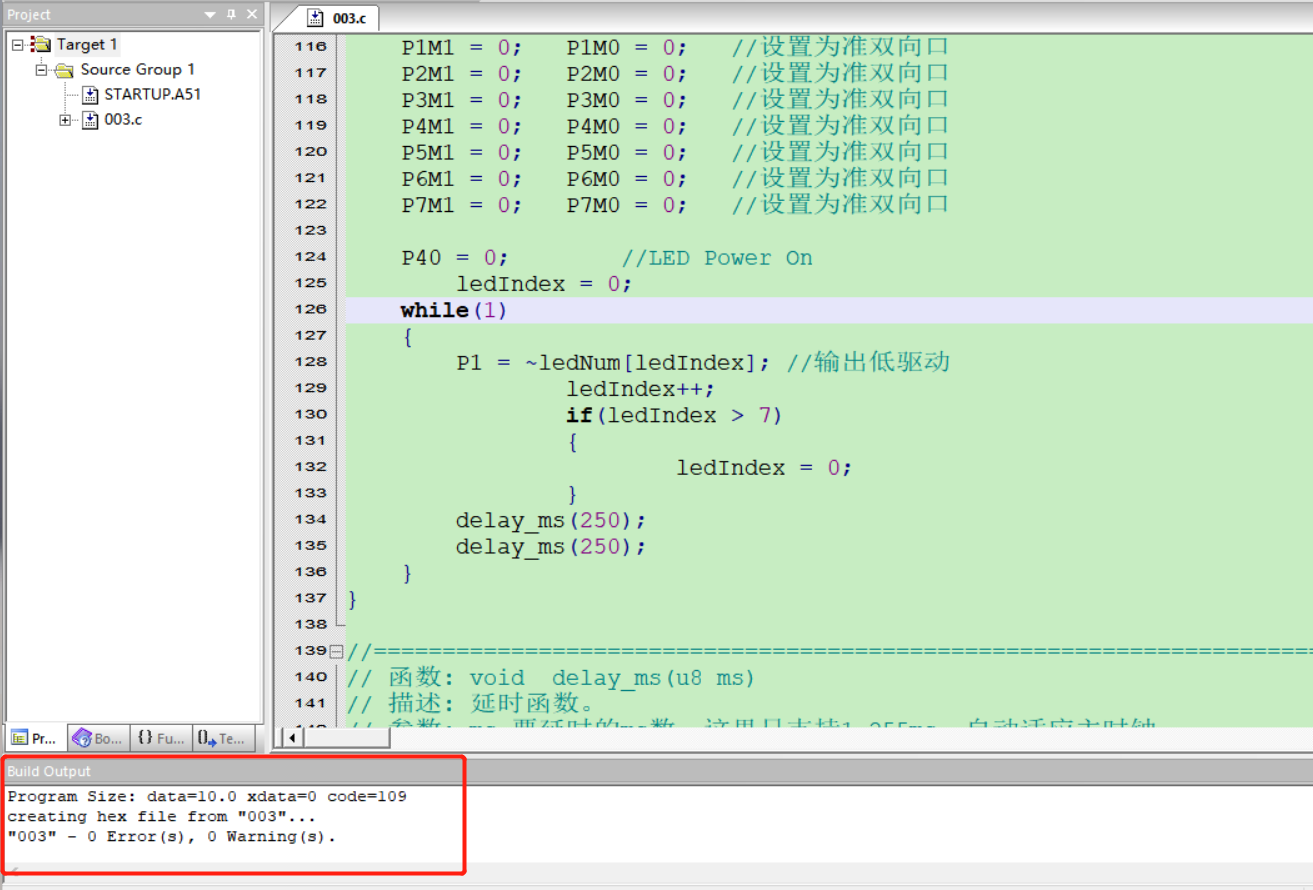 Project
003.c
Target 1
Source Group 1
STARTUP.A51
003.c
116 P1M1 = 0; P1M0 = 0; //设置为准双向口
117 P2M1 = 0; P2M0 = 0; //设置为准双向口
118 P3M1 = 0; P3M0 = 0; //设置为准双向口
119 P4M1 = 0; P4M0 = 0; //设置为准双向口
120 P5M1 = 0; P5M0 = 0; //设置为准双向口
121 P6M1 = 0; P6M0 = 0; //设置为准双向口
122 P7M1 = 0; P7M0 = 0; //设置为准双向口
123
124 P40 = 0; //LED Power On
125 ledIndex = 0;
126 while(1)
127 {
128 P1 = ~ledNum[ledIndex]; //输出低驱动
129 ledIndex++;
130 if(ledIndex > 7)
131 {
132 ledIndex = 0;
133 }
134 delay_ms(250);
135 delay_ms(250);
136 }
137 }
138
139 //======================================================================
140 // 函数: void delay_ms(u8 ms)
141 // 描述: 延时函数。
Pr... Bo... {} Fu... Te...
Build Output
Program Size: data=10.0 xdata=0 code=109
creating hex file from "003"...
"003" - 0 Error(s), 0 Warning(s).